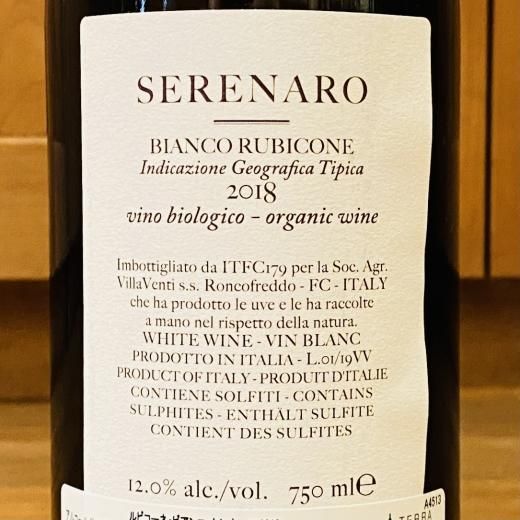 SERENARO
BIANCO RUBICONE
Indicazione Geografica Tipica
2018
vino biologico – organic wine
Imbottigliato da ITFC179 per la Soc. Agr.
VillaVenti s.s. Roncofreddo - FC - ITALY
che ha prodotto le uve e le ha raccolte
a mano nel rispetto della natura.
WHITE WINE - VIN BLANC
PRODOTTO IN ITALIA - L.01/19VV
PRODUCT OF ITALY - PRODUIT D'ITALIE
CONTIENE SOLFITI - CONTAINS
SULPHITES - ENTHÄLT SULFITE
CONTIENT DES SULFITES
12.0% alc./vol. 750 ml e
A4513
TERRA